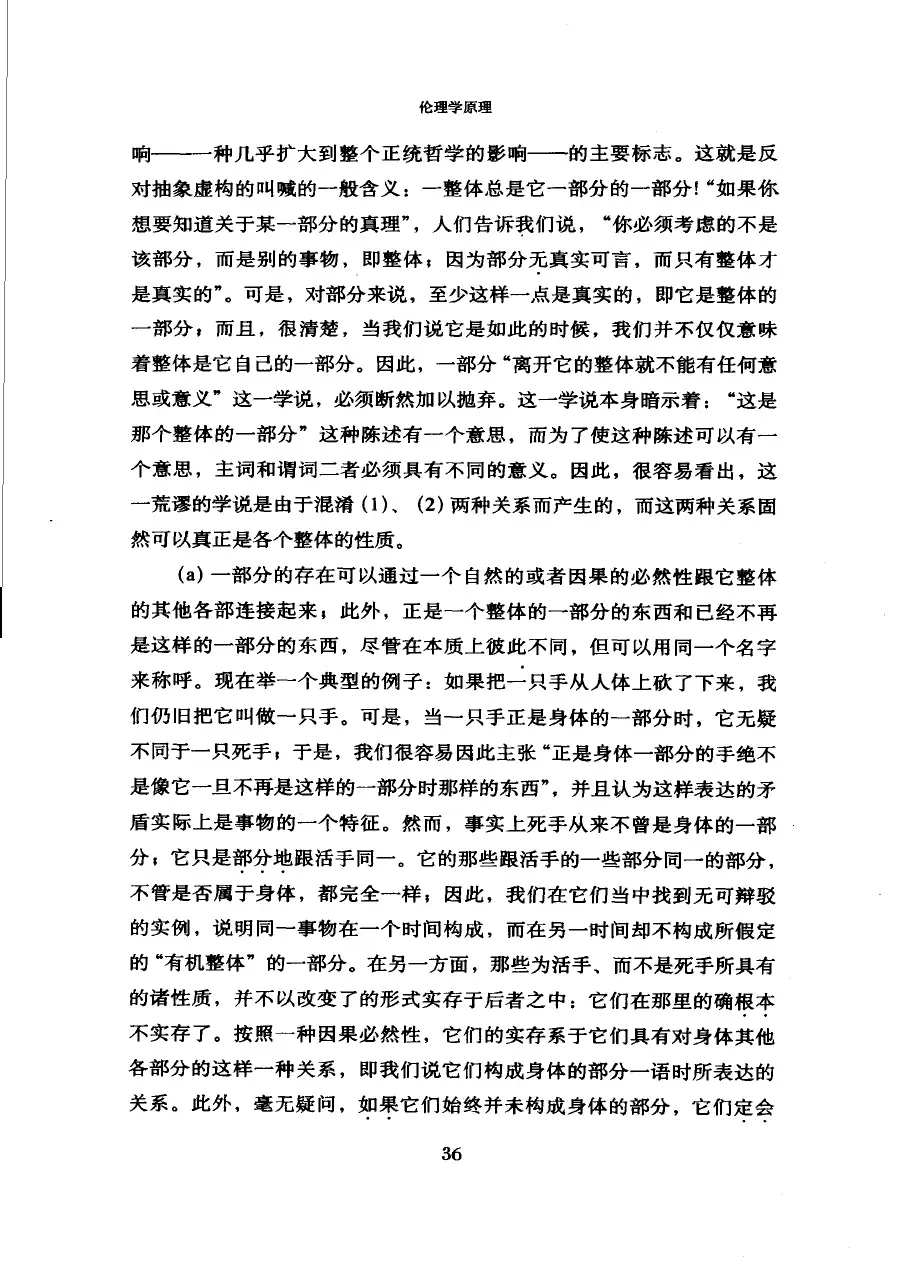 伦理学原理
响——一种几乎扩大到整个正统哲学的影响——的主要标志。这就是反
对抽象虚构的叫喊的一般含义：一整体总是它一部分的一部分！“如果你
想要知道关于某一部分的真理”，人们告诉我们说，“你必须考虑的不是
该部分，而是别的事物，即整体；因为部分无真实可言，而只有整体才
是真实的”。可是，对部分来说，至少这样一点是真实的，即它是整体的
一部分；而且，很清楚，当我们说它是如此的时候，我们并不仅仅意味
着整体是它自己的一部分。因此，一部分“离开它的整体就不能有任何意
思或意义”这一学说，必须断然加以抛弃。这一学说本身暗示着：“这是
那个整体的一部分”这种陈述有一个意思，而为了使这种陈述可以有一
个意思，主词和谓词二者必须具有不同的意义。因此，很容易看出，这
一荒谬的学说是由于混淆(1)、(2)两种关系而产生的，而这两种关系固
然可以真正是各个整体的性质。
(a)一部分的存在可以通过一个自然的或者因果的必然性跟它整体
的其他各部连接起来；此外，正是一个整体的一部分的东西和已经不再
是这样的一部分的东西，尽管在本质上彼此不同，但可以用同一个名字
来称呼。现在举一个典型的例子：如果把一只手从人体上砍了下来，我
们仍旧把它叫做一只手。可是，当一只手正是身体的一部分时，它无疑
不同于一只死手；于是，我们很容易因此主张“正是身体一部分的手绝不
是像它一旦不再是这样的一部分时那样的东西”，并且认为这样表达的矛
盾实际上是事物的一个特征。然而，事实上死手从来不曾是身体的一部
分；它只是部分地跟活手同一。它的那些跟活手的一些部分同一的部分，
不管是否属于身体，都完全一样；因此，我们在它们当中找到无可辩驳
的实例，说明同一事物在一个时间构成，而在另一时间却不构成所假定
的“有机整体”的一部分。在另一方面，那些为活手、而不是死手所具有
的诸性质，并不以改变了的形式实存于后者之中：它们在那里的确根本
不实存了。按照一种因果必然性，它们的实存系于它们具有对身体其他
各部分的这样一种关系，即我们说它们构成身体的部分一语时所表达的
关系。此外，毫无疑问，如果它们始终并未构成身体的部分，它们定会
36